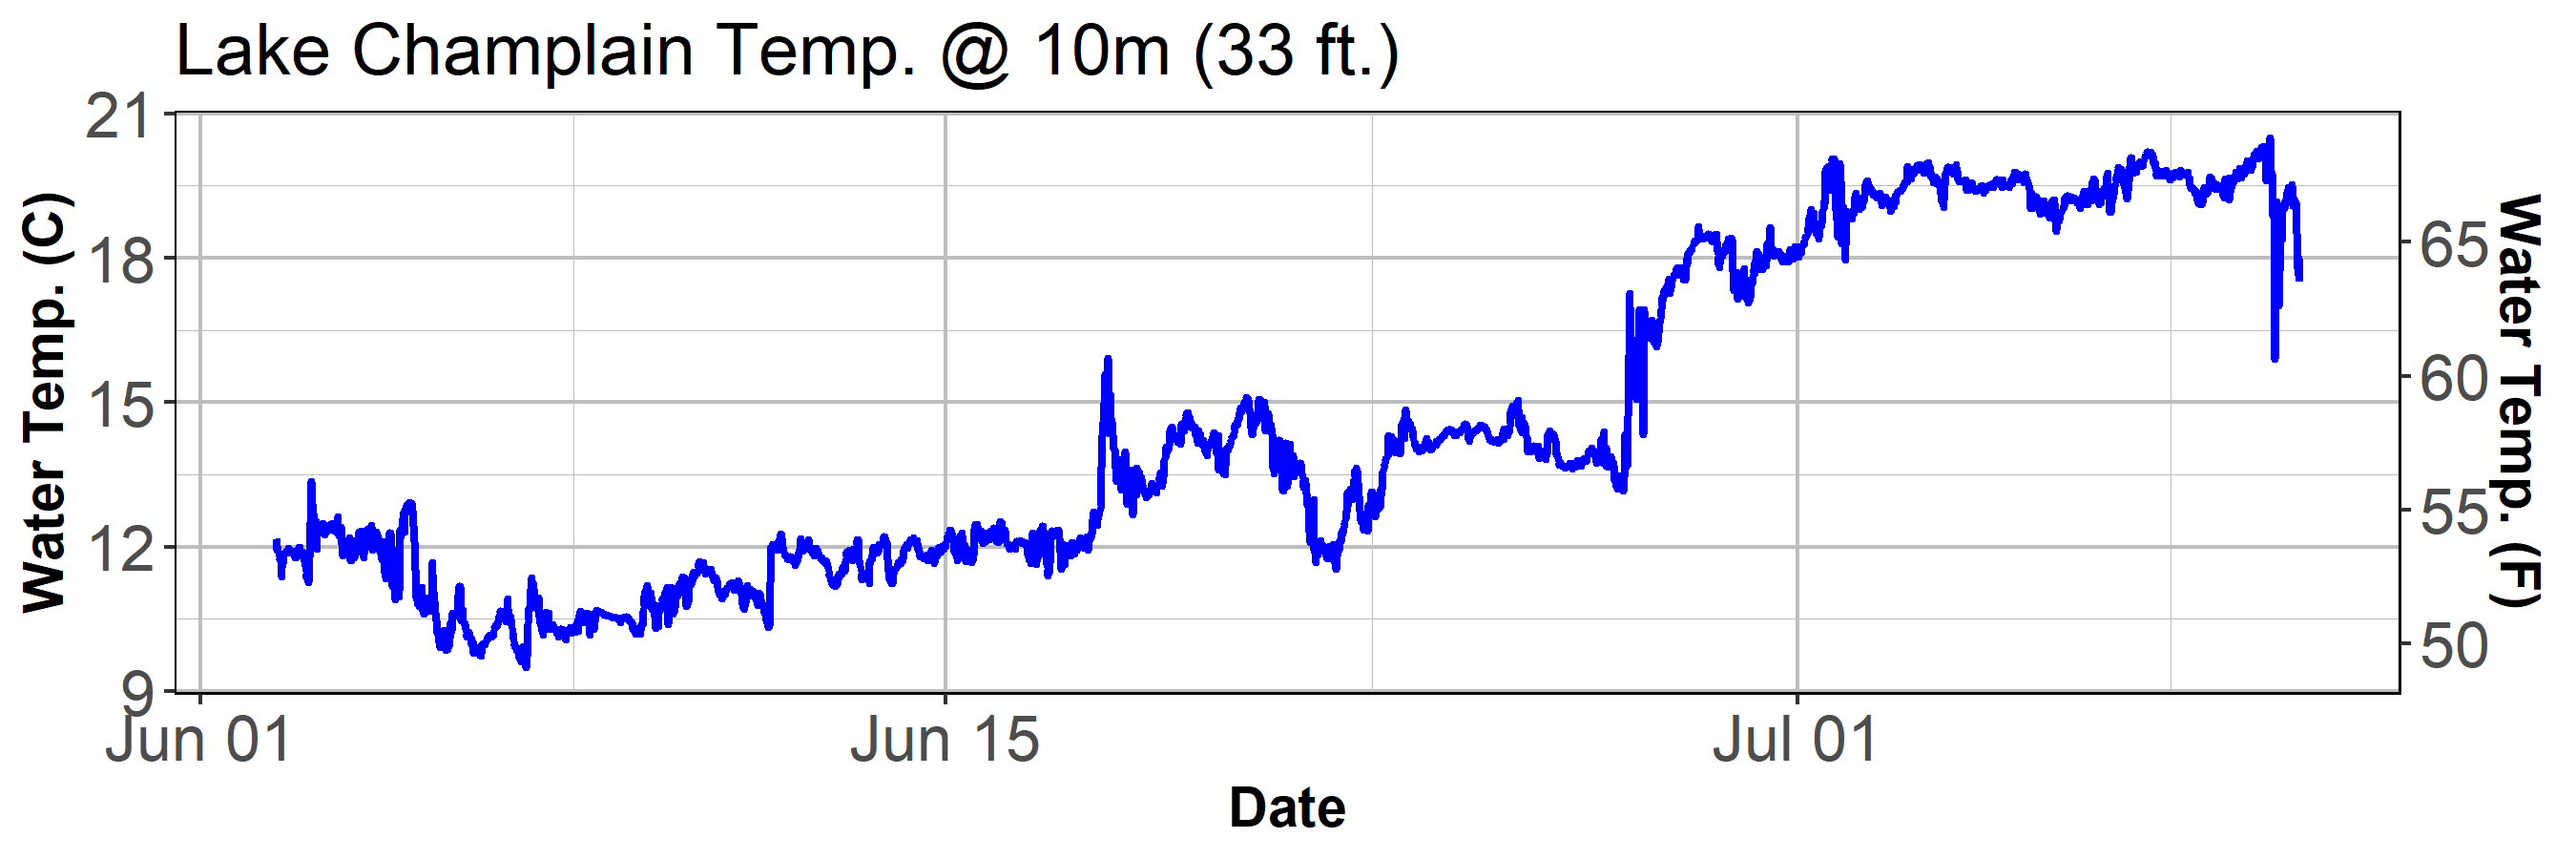 Lake Champlain Temp. @ 10m (33 ft.)
Water Temp. (C)
21
18
15
12
9
65
60
55
50
Water Temp. (F)
Jun 01
Jun 15
Jul 01
Date